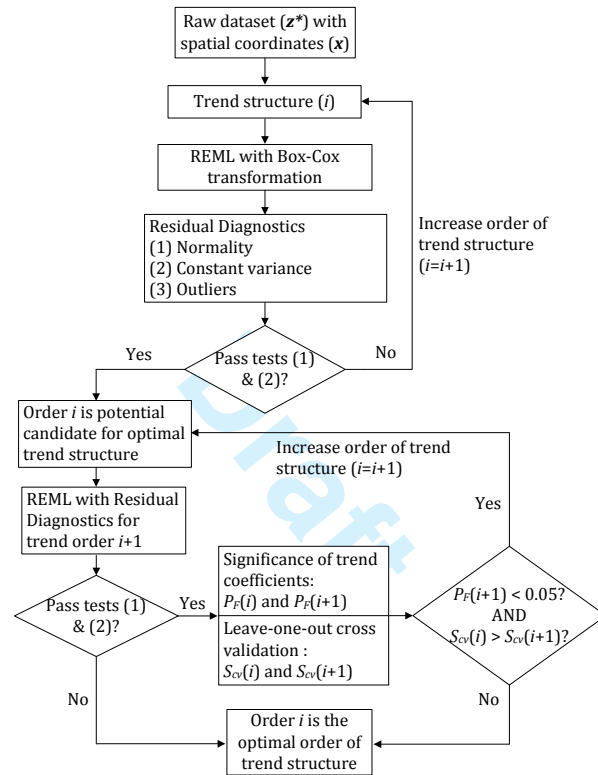 Raw dataset (z*) with
spatial coordinates (x)
Trend structure (i)
REML with Box-Cox
transformation
Residual Diagnostics
(1) Normality
(2) Constant variance
(3) Outliers
Increase order of
trend structure
(i=i+1)
Yes
Pass tests (1)
& (2)?
No
Order i is potential
candidate for optimal
trend structure
Increase order of trend
structure (i=i+1)
REML with Residual
Diagnostics for
trend order i+1
Yes
Pass tests (1)
& (2)?
Yes
Significance of trend
coefficients:
PF(i) and PF(i+1)
Leave-one-out cross
validation :
Scv(i) and Scv(i+1)
PF(i+1) < 0.05?
AND
Scv(i) > Scv(i+1)?
No
No
Order i is the
optimal order of
trend structure
Draft